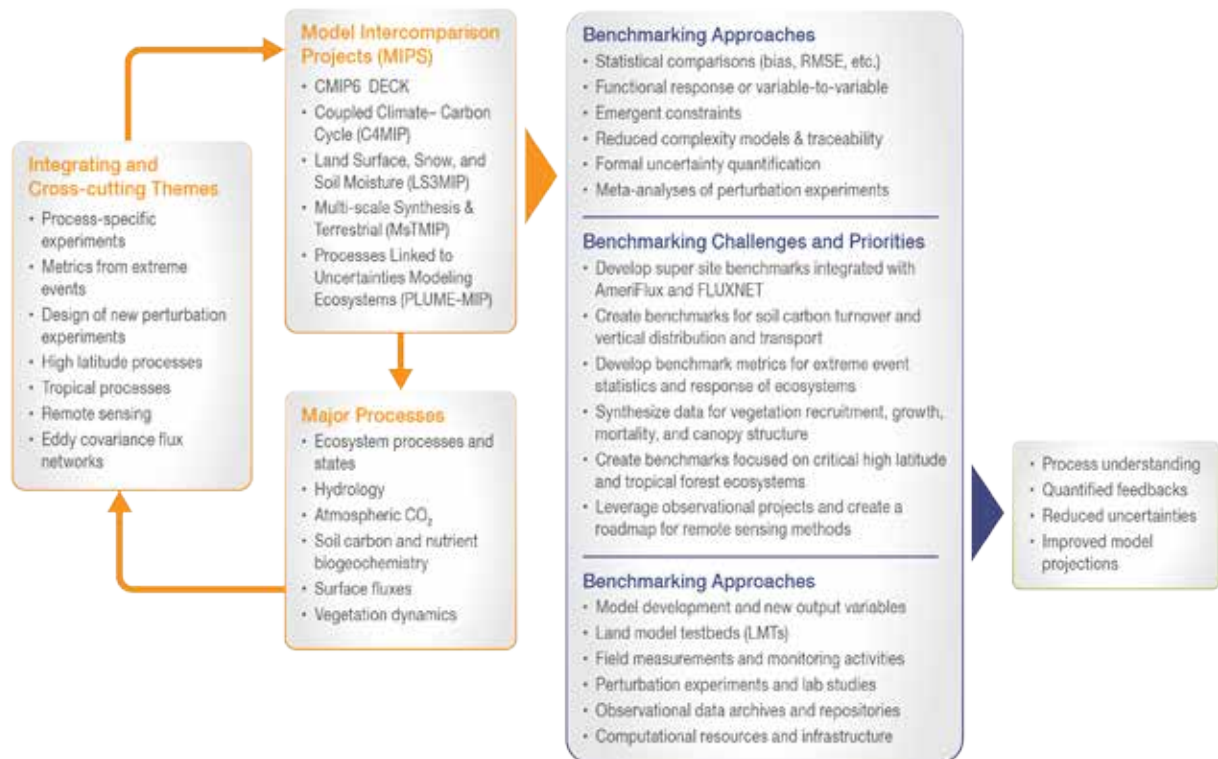 Integrating and
Cross-cutting Themes
• Process-specific
experiments
• Metrics from extreme
events
• Design of new perturbation
experiments
• High latitude processes
• Tropical processes
• Remote sensing
• Eddy covariance flux
networks
Model Intercomparison
Projects (MIPS)
• CMIP6 DECK
• Coupled Climate– Carbon
Cycle (C4MIP)
• Land Surface, Snow, and
Soil Moisture (LS3MIP)
• Multi-scale Synthesis &
Terrestrial (MsTMIP)
• Processes Linked to
Uncertainties Modeling
Ecosystems (PLUME-MIP)
Major Processes
• Ecosystem processes and
states
• Hydrology
• Atmospheric CO₂
• Soil carbon and nutrient
biogeochemistry
• Surface fluxes
• Vegetation dynamics
Benchmarking Approaches
• Statistical comparisons (bias, RMSE, etc.)
• Functional response or variable-to-variable
• Emergent constraints
• Reduced complexity models & traceability
• Formal uncertainty quantification
• Meta-analyses of perturbation experiments
Benchmarking Challenges and Priorities
• Develop super site benchmarks integrated with
AmeriFlux and FLUXNET
• Create benchmarks for soil carbon turnover and
vertical distribution and transport
• Develop benchmark metrics for extreme event
statistics and response of ecosystems
• Synthesize data for vegetation recruitment, growth,
mortality, and canopy structure
• Create benchmarks focused on critical high latitude
and tropical forest ecosystems
• Leverage observational projects and create a
roadmap for remote sensing methods
Benchmarking Approaches
• Model development and new output variables
• Land model testbeds (LMTs)
• Field measurements and monitoring activities
• Perturbation experiments and lab studies
• Observational data archives and repositories
• Computational resources and infrastructure
• Process understanding
• Quantified feedbacks
• Reduced uncertainties
• Improved model
projections